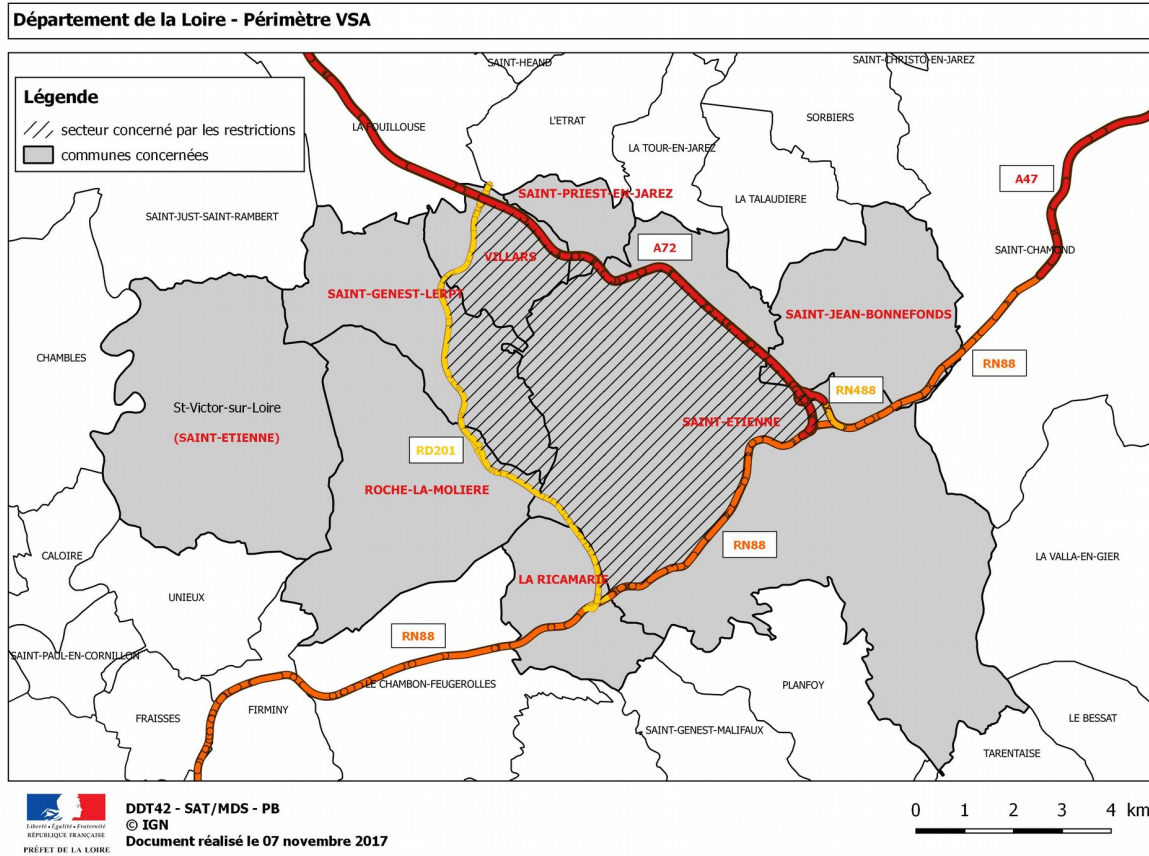 Département de la Loire - Périmètre VSA
Légende
secteur concerné par les restrictions
communes concernées
SAINT-HEAND
SAINT-CHRISTO-EN-JAREZ
LA FOUILLOUSE
L'ETRAT
SORBIERS
LA TOUR-EN-JAREZ
A47
SAINT-PRIEST-EN-JAREZ
LA TALAUDIERE
SAINT-JUST-SAINT-RAMBERT
A72
SAINT-CHAMOND
VILLARS
SAINT-GENEST-LERPT
SAINT-JEAN-BONNEFONDS
CHAMBLES
RN88
RN488
St-Victor-sur-Loire
(SAINT-ETIENNE)
SAINT-ETIENNE
RD201
ROCHE-LA-MOLIERE
RN88
CALOIRE
LA VALLA-EN-GIER
LA RICAMARIE
UNIEUX
RN88
SAINT-PAUL-EN-CORNILLON
LE CHAMBON-FEUGEROLLES
PLANFOY
FIRMINY
FRAISSES
LE BESSAT
SAINT-GENEST-MALIFAUX
TARENTAISE
Liberté • Égalité • Fraternité
RÉPUBLIQUE FRANÇAISE
PRÉFET DE LA LOIRE
DDT42 - SAT/MDS - PB
© IGN
Document réalisé le 07 novembre 2017
0 1 2 3 4 km